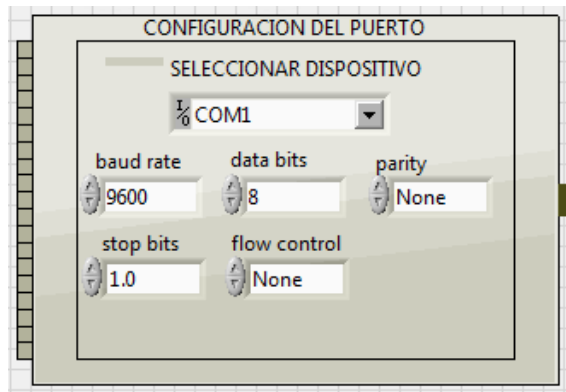 CONFIGURACION DEL PUERTO
SELECCIONAR DISPOSITIVO
I/O COM1
baud rate data bits parity
9600 8 None
stop bits flow control
1.0 None